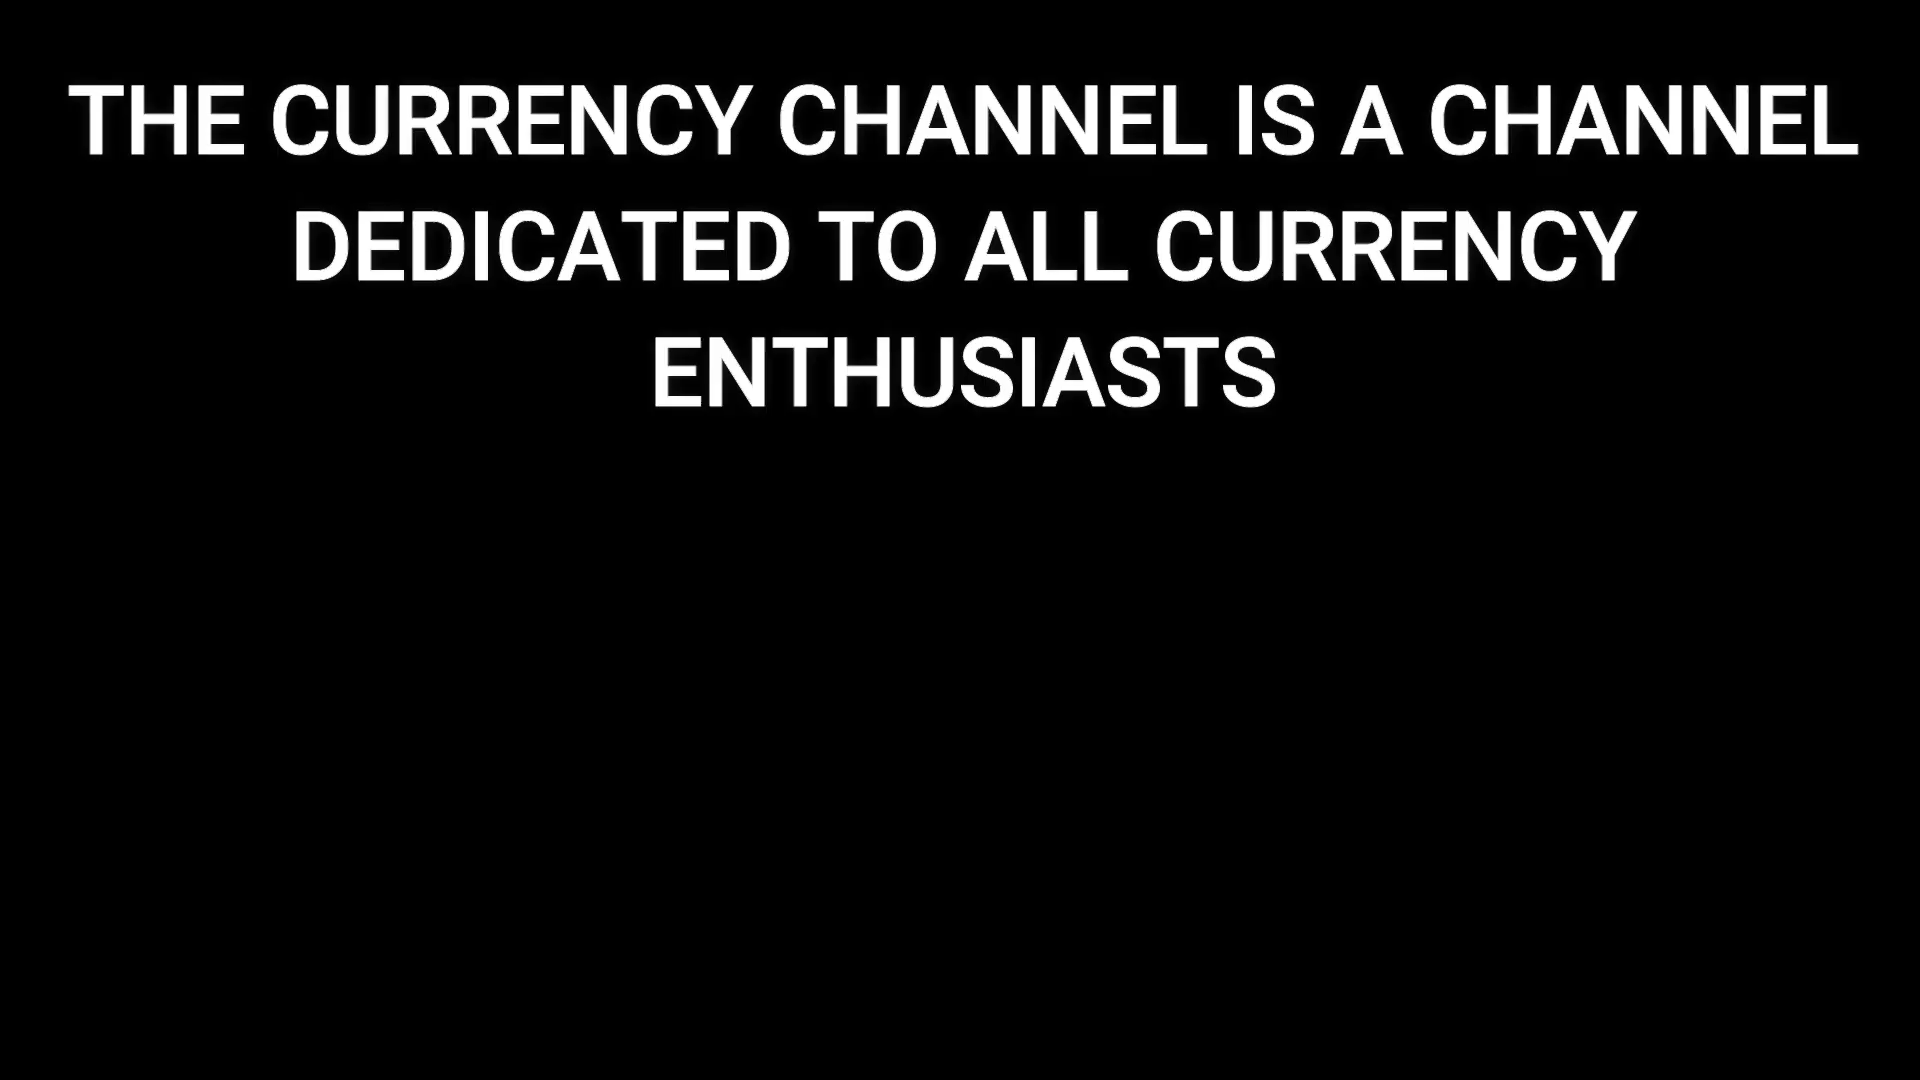 THE CURRENCY CHANNEL IS A CHANNEL
DEDICATED TO ALL CURRENCY
ENTHUSIASTS